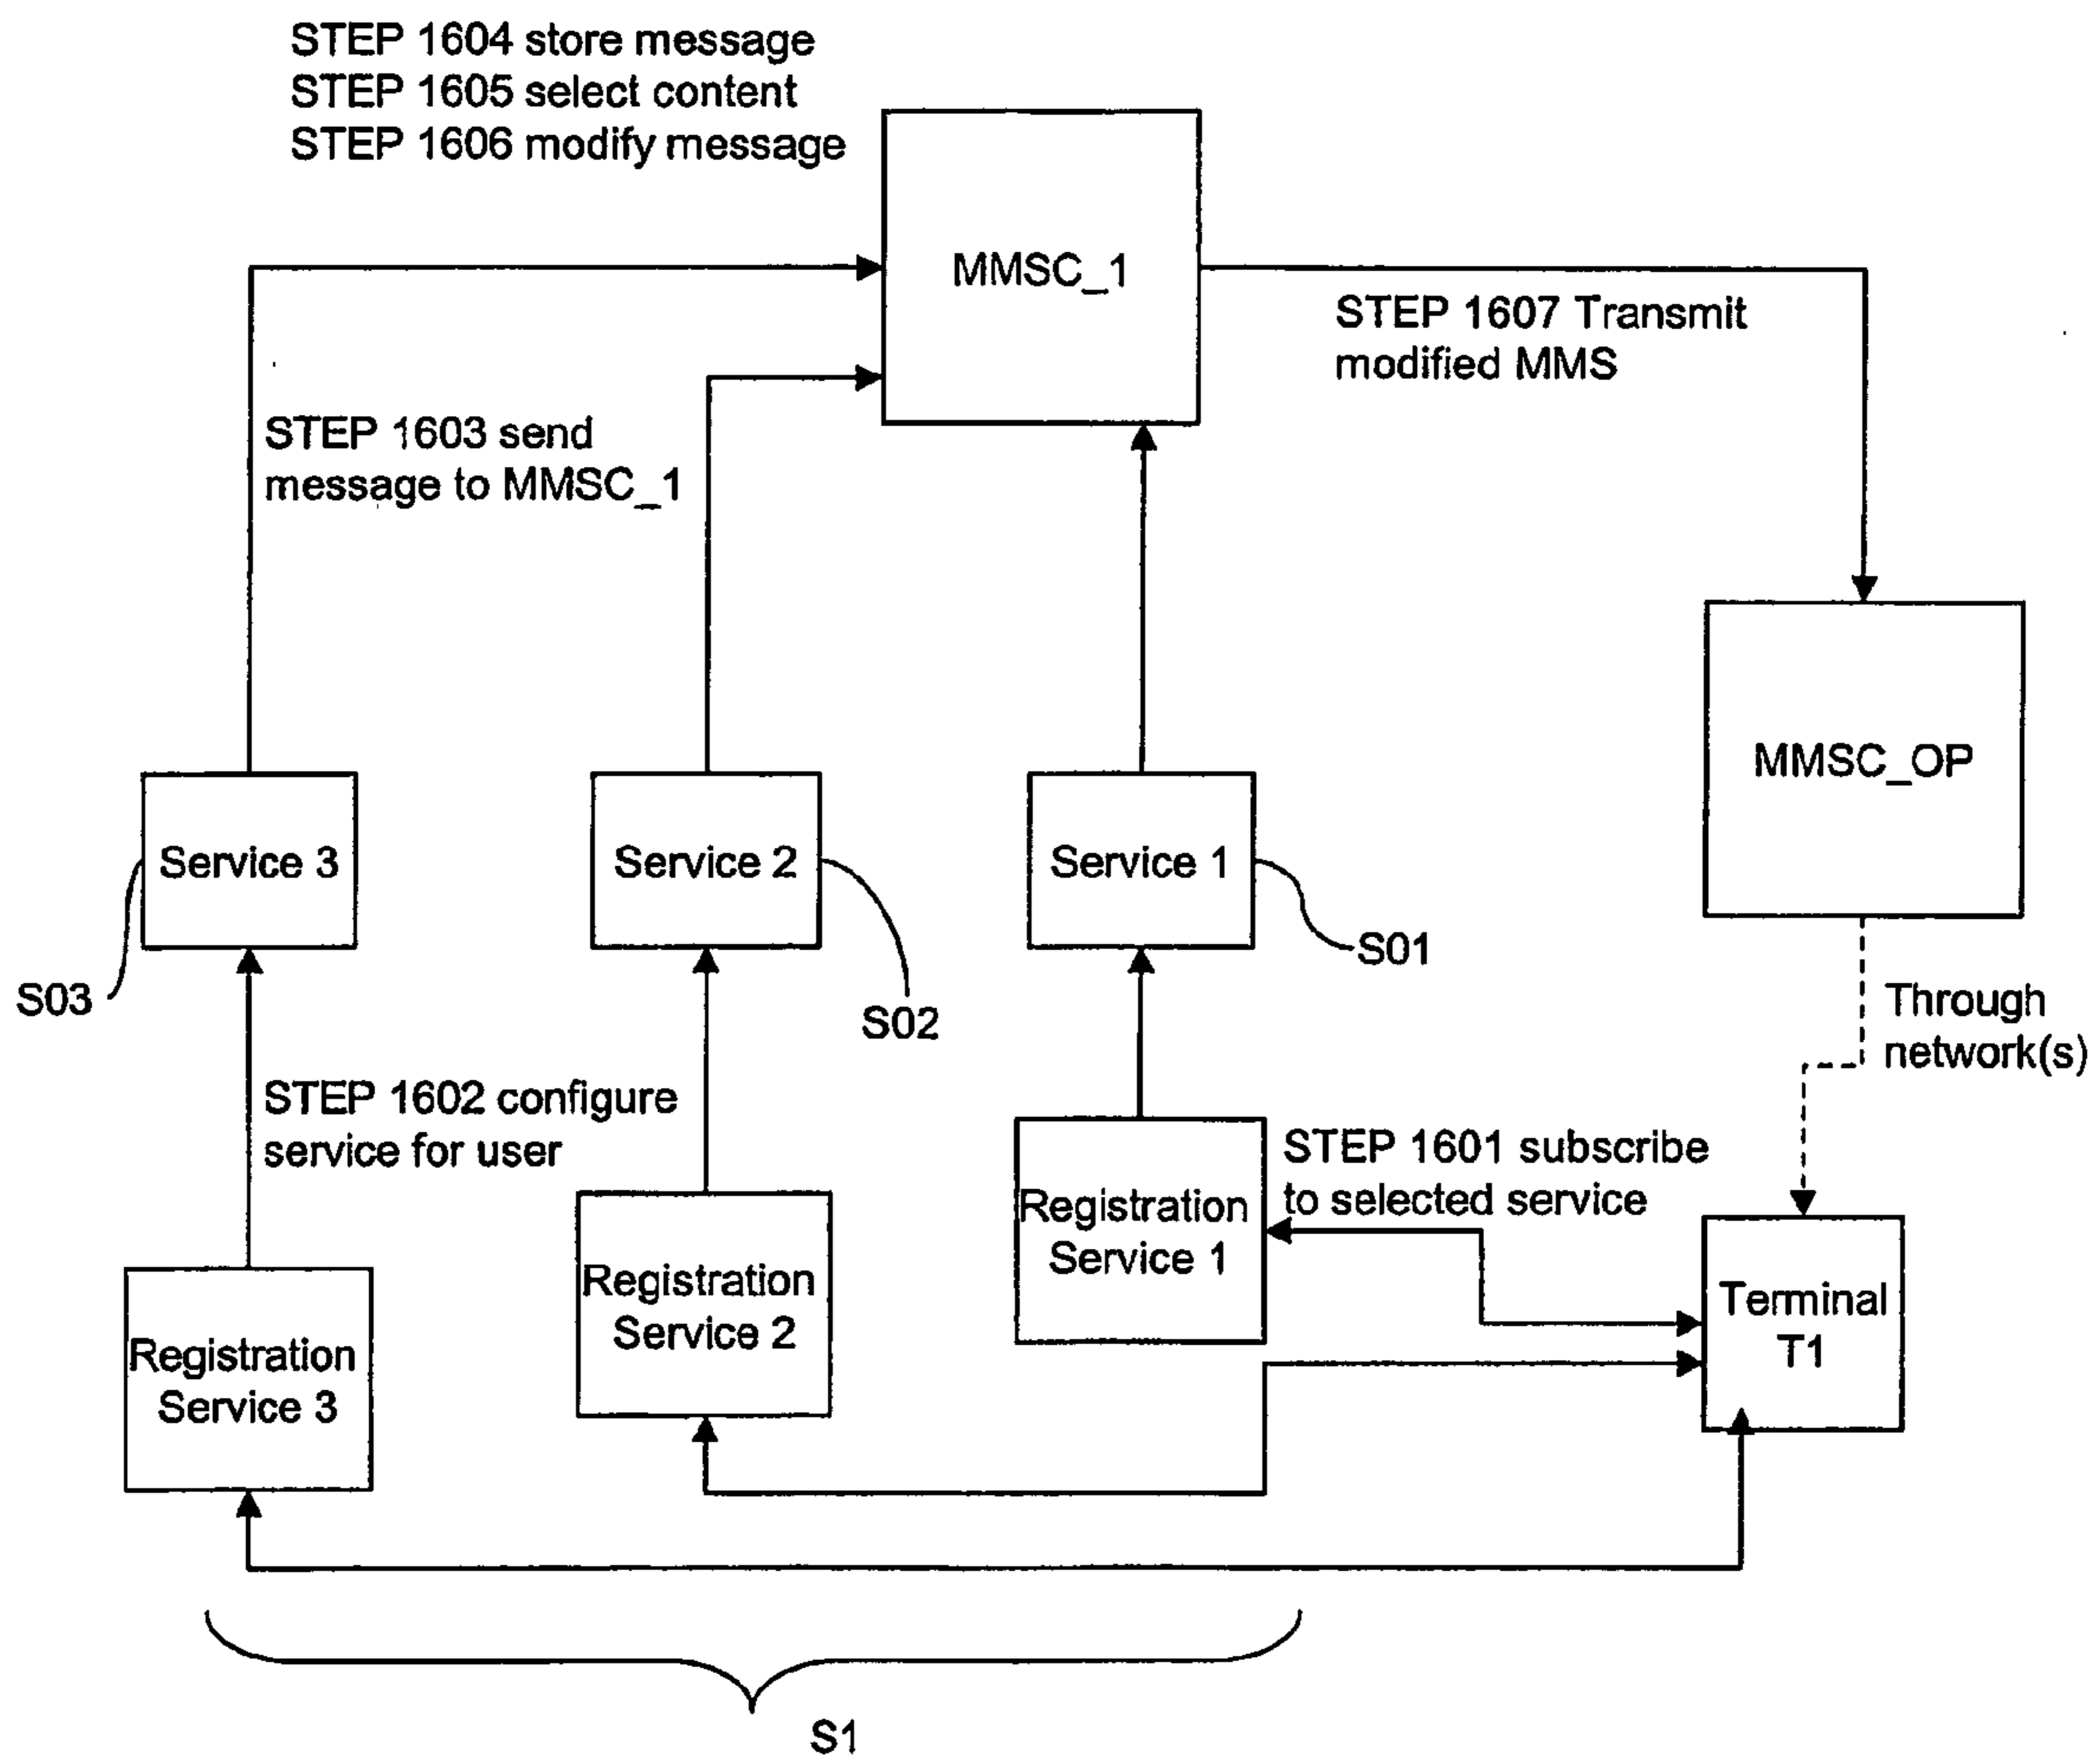 STEP 1604 store message
STEP 1605 select content
STEP 1606 modify message
MMSC_1
STEP 1607 Transmit
modified MMS
STEP 1603 send
message to MMSC_1
MMSC_OP
Service 3
Service 2
Service 1
S03
S02
S01
Through
network(s)
STEP 1602 configure
service for user
STEP 1601 subscribe
to selected service
Registration
Service 1
Registration
Service 2
Registration
Service 3
Terminal
T1
S1